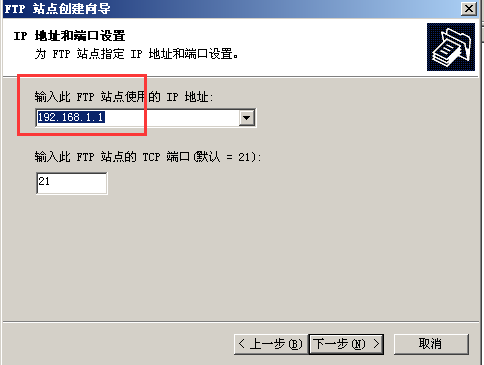 FTP 站点创建向导
IP 地址和端口设置
为 FTP 站点指定 IP 地址和端口设置。
输入此 FTP 站点使用的 IP 地址:
192.168.1.1
输入此 FTP 站点的 TCP 端口(默认 = 21):
21
< 上一步(B) 下一步(N) > 取消